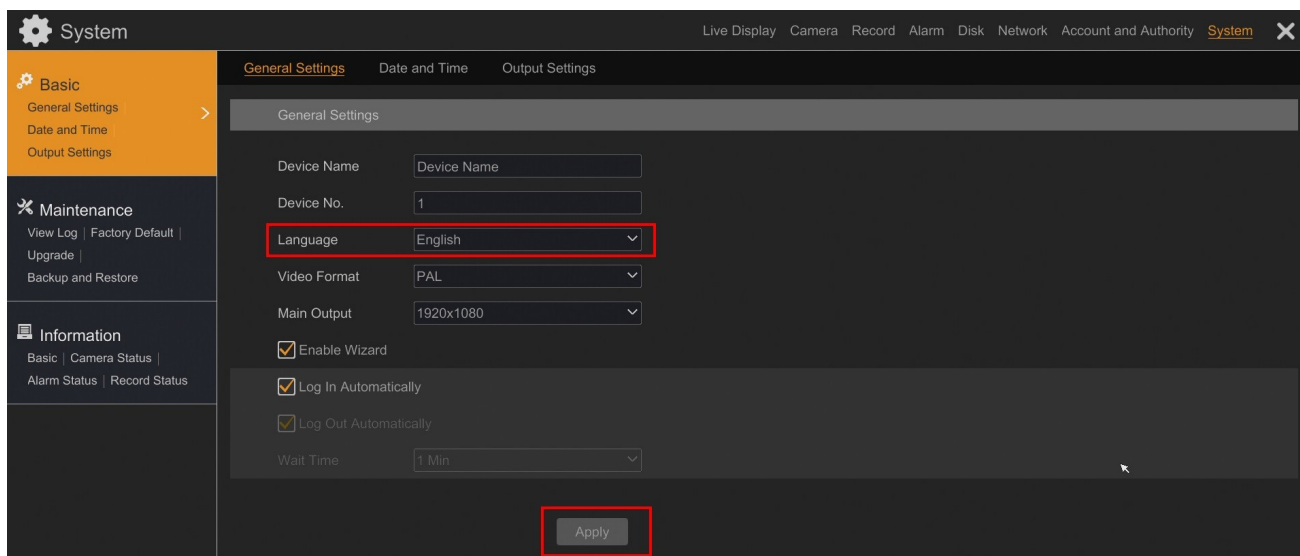 System
Live Display Camera Record Alarm Disk Network Account and Authority System
Basic
General Settings |
Date and Time |
Output Settings
Maintenance
View Log | Factory Default |
Upgrade |
Backup and Restore
Information
Basic | Camera Status |
Alarm Status | Record Status
General Settings Date and Time Output Settings
General Settings
Device Name Device Name
Device No. 1
Language English
Video Format PAL
Main Output 1920x1080
Enable Wizard
Log In Automatically
Log Out Automatically
Wait Time 1 Min
Apply